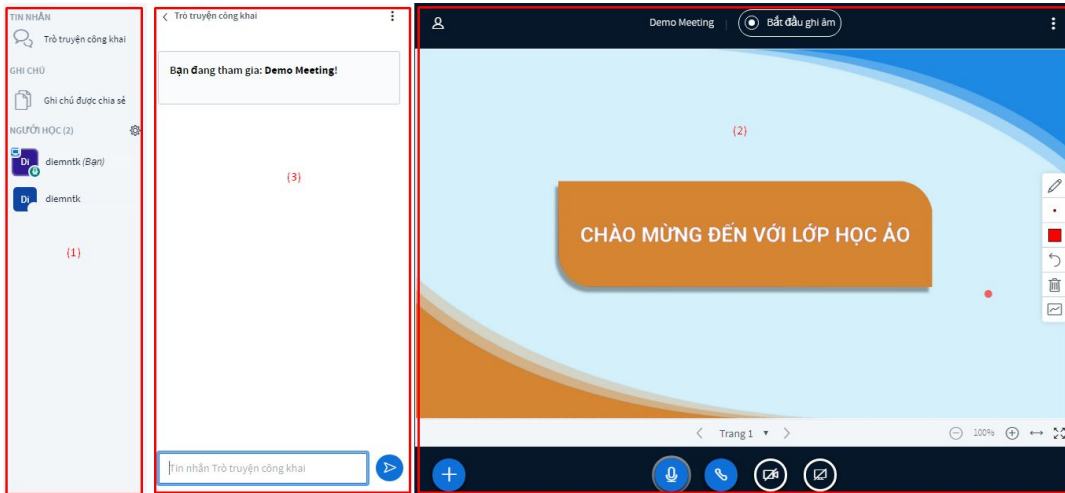 TIN NHẮN
Trò truyện công khai
GHI CHÚ
Ghi chú được chia sẻ
NGƯỜI HỌC (2)
Di diemntk (Bạn)
Di diemntk
(1)
Trò truyện công khai
Bạn đang tham gia: Demo Meeting!
(3)
Tin nhắn Trò truyện công khai
Demo Meeting
Bắt đầu ghi âm
(2)
CHÀO MỪNG ĐẾN VỚI LỚP HỌC ẢO
Trang 1
100%